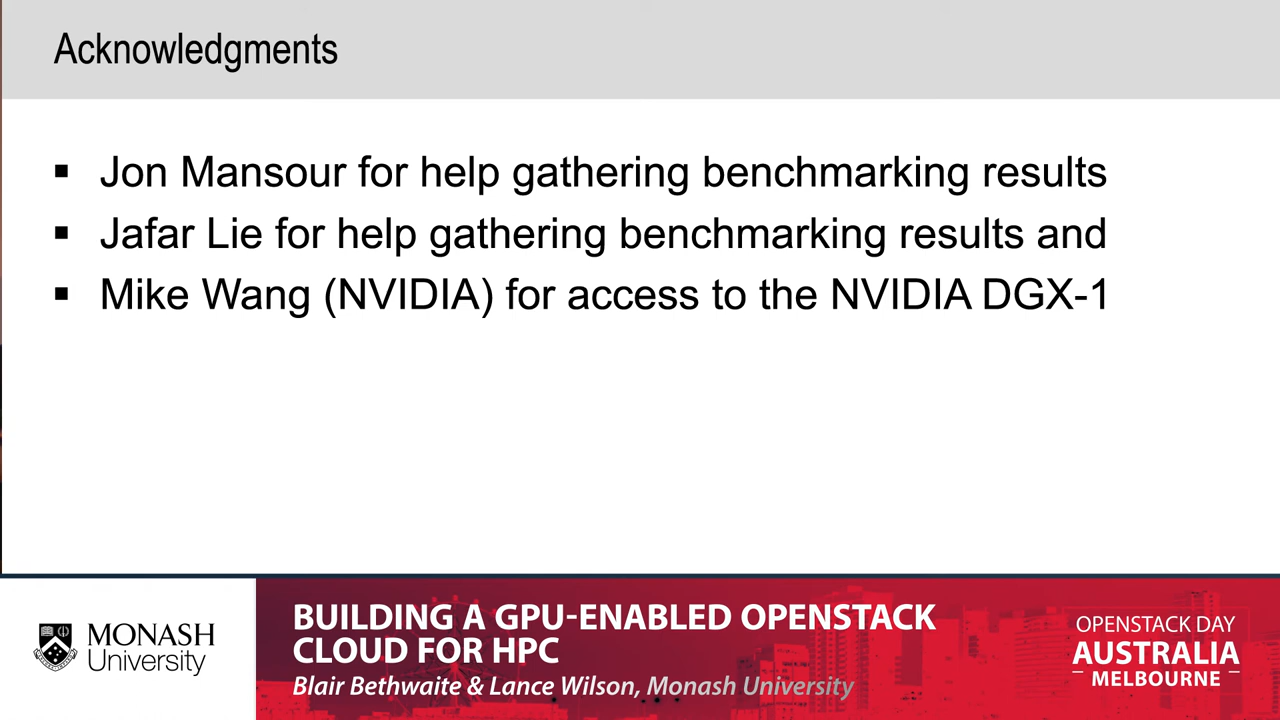 Acknowledgments
▪ Jon Mansour for help gathering benchmarking results
▪ Jafar Lie for help gathering benchmarking results and
▪ Mike Wang (NVIDIA) for access to the NVIDIA DGX-1
MONASH
University
BUILDING A GPU-ENABLED OPENSTACK
CLOUD FOR HPC
Blair Bethwaite & Lance Wilson, Monash University
OPENSTACK DAY
AUSTRALIA
MELBOURNE